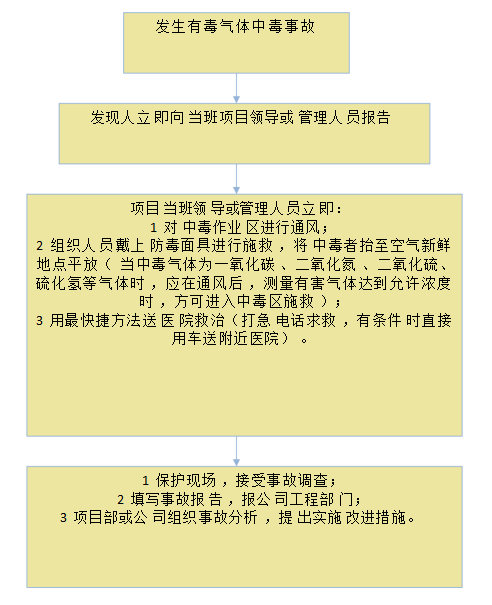 发生有毒气体中毒事故
发现人立即向当班项目领导或管理人员报告
项目当班领导或管理人员立即：
1 对中毒作业区进行通风；
2 组织人员戴上防毒面具进行施救，将中毒者抬至空气新鲜
地点平放（当中毒气体为一氧化碳、二氧化氮、二氧化硫、
硫化氢等气体时，应在通风后，测量有害气体达到允许浓度
时，方可进入中毒区施救）；
3 用最快捷方法送医院救治（打急电话求救，有条件时直接
用车送附近医院）。
1 保护现场，接受事故调查；
2 填写事故报告，报公司工程部门；
3 项目部或公司组织事故分析，提出实施改进措施。